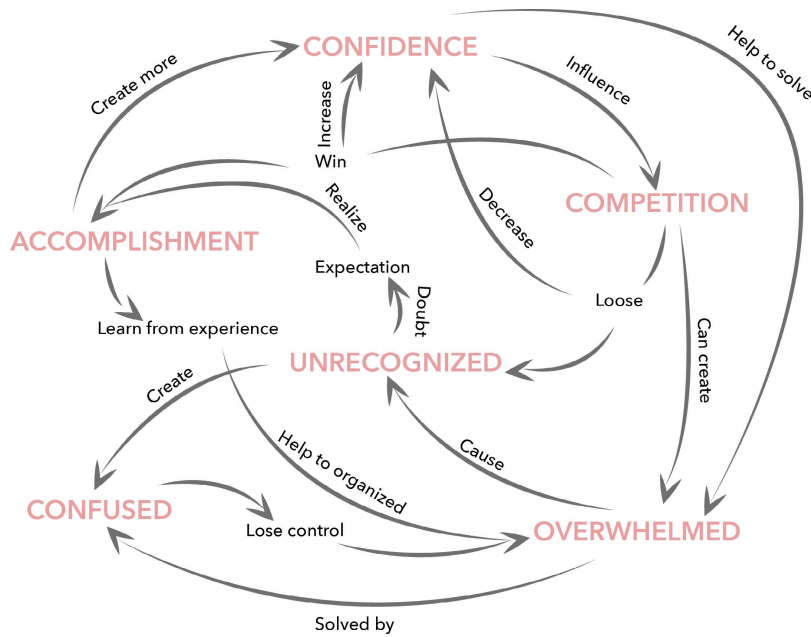 CONFIDENCE
Help to solve
Create more
Influence
Increase
Win
COMPETITION
Realize
Decrease
ACCOMPLISHMENT
Expectation
Loose
Doubt
Learn from experience
Can create
UNRECOGNIZED
Create
Cause
Help to organized
CONFUSED
Lose control
OVERWHELMED
Solved by